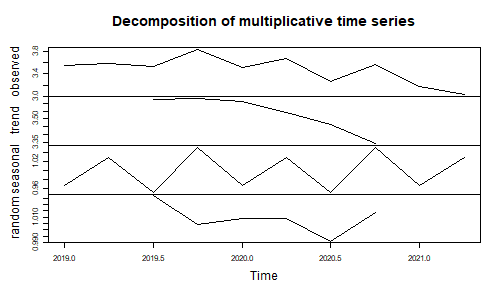 Decomposition of multiplicative time series
observed
3.8
3.4
3.0
trend
3.50
3.35
seasonal
1.02
0.96
random
1.010
0.990
2019.0 2019.5 2020.0 2020.5 2021.0
Time